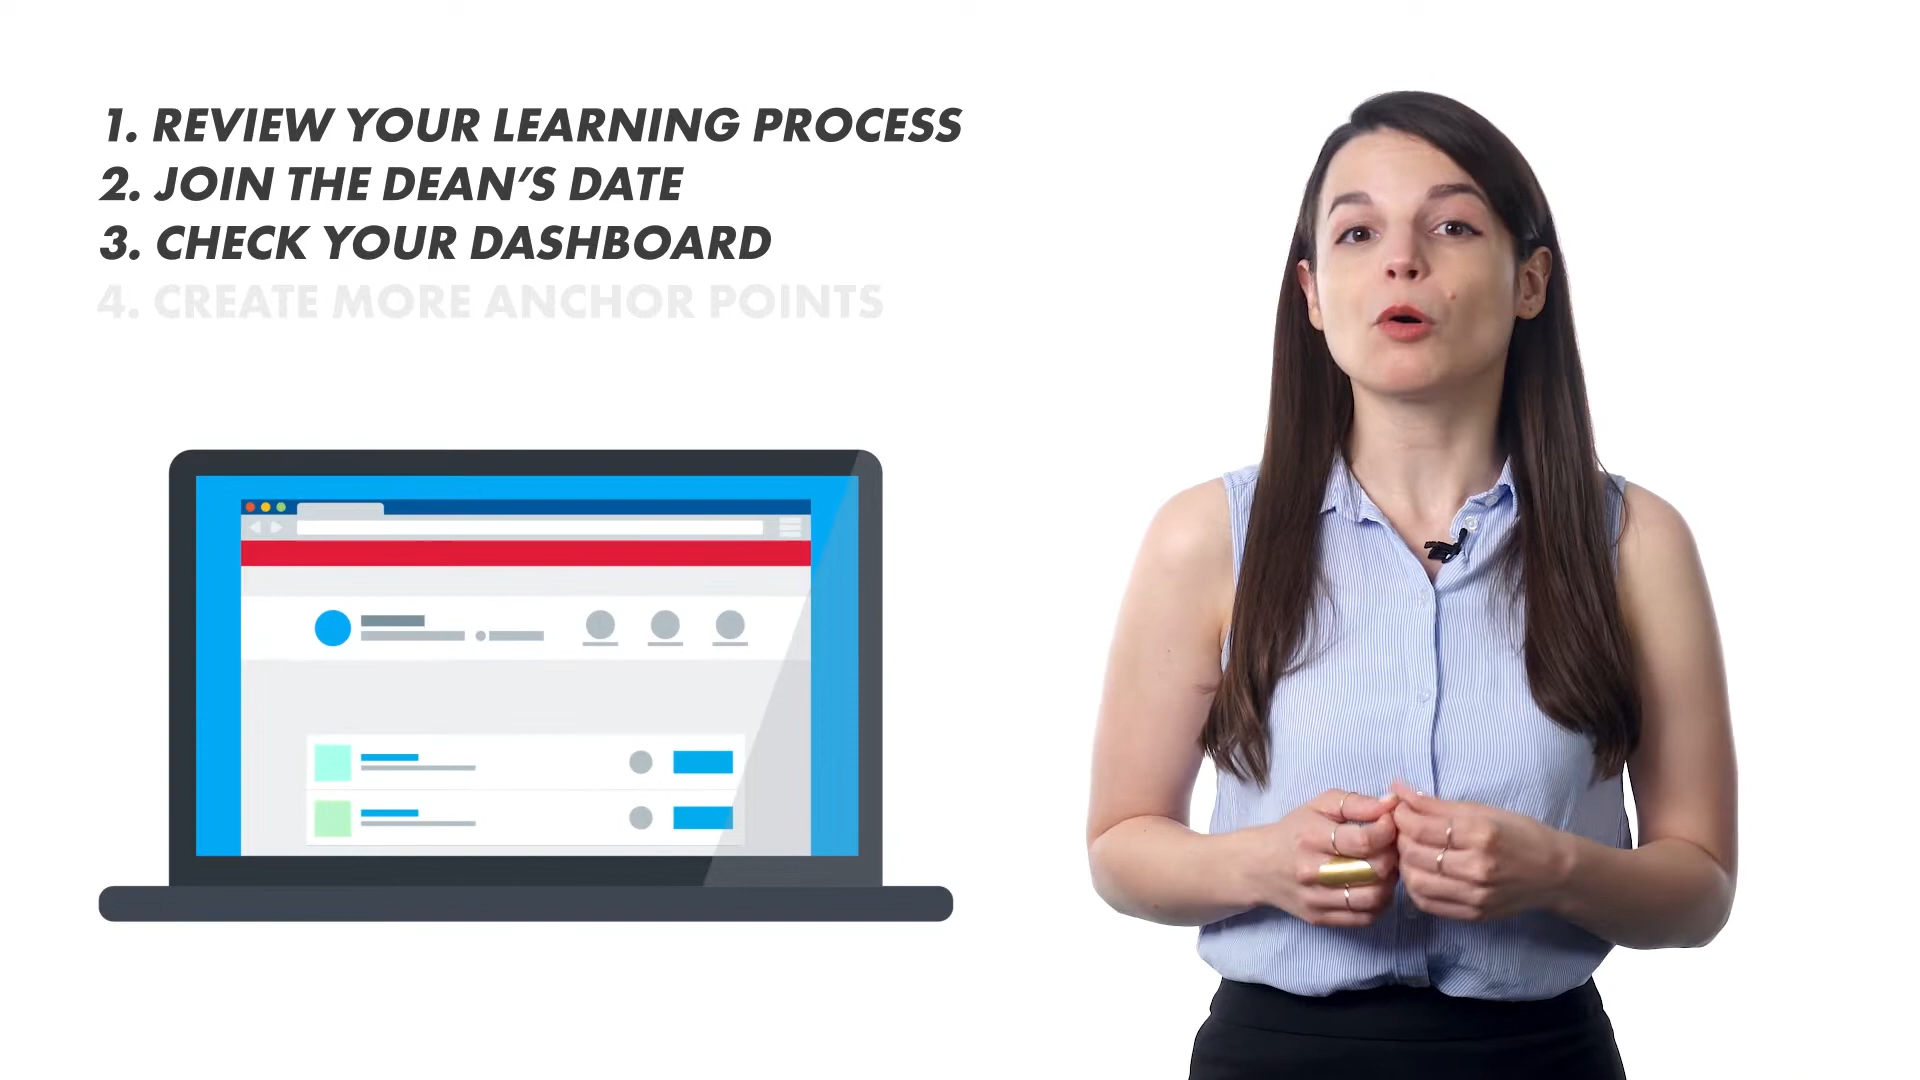 1. REVIEW YOUR LEARNING PROCESS
2. JOIN THE DEAN’S DATE
3. CHECK YOUR DASHBOARD
4. CREATE MORE ANCHOR POINTS